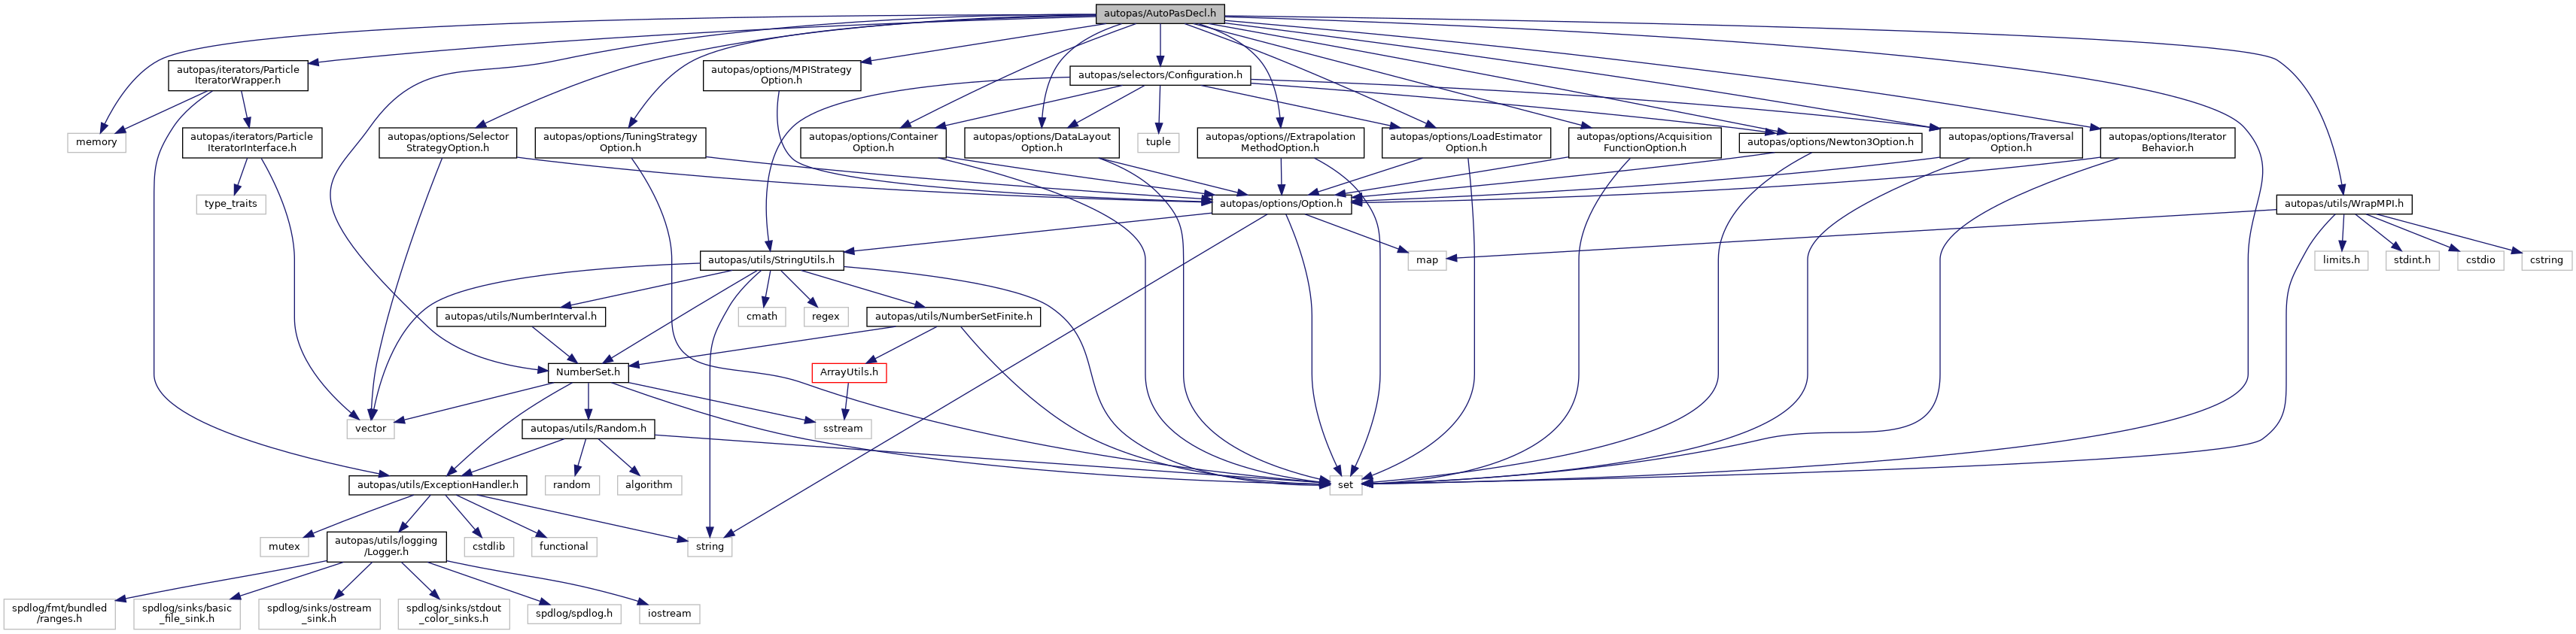 autopas/AutoPasDecl.h
autopas/iterators/Particle
IteratorWrapper.h
autopas/options/MPIStrategy
Option.h
autopas/selectors/Configuration.h
memory
autopas/iterators/Particle
IteratorInterface.h
autopas/options/Selector
StrategyOption.h
autopas/options/TuningStrategy
Option.h
autopas/options/Container
Option.h
autopas/options/DataLayout
Option.h
tuple
autopas/options/Extrapolation
MethodOption.h
autopas/options/LoadEstimator
Option.h
autopas/options/Acquisition
FunctionOption.h
autopas/options/Newton3Option.h
autopas/options/Traversal
Option.h
autopas/options/Iterator
Behavior.h
type_traits
autopas/options/Option.h
autopas/utils/WrapMPI.h
autopas/utils/StringUtils.h
map
limits.h
stdint.h
cstdio
cstring
autopas/utils/NumberInterval.h
cmath
regex
autopas/utils/NumberSetFinite.h
NumberSet.h
ArrayUtils.h
vector
autopas/utils/Random.h
sstream
autopas/utils/ExceptionHandler.h
random
algorithm
set
mutex
autopas/utils/logging
/Logger.h
cstdlib
functional
string
spdlog/fmt/bundled
/ranges.h
spdlog/sinks/basic
_file_sink.h
spdlog/sinks/ostream
_sink.h
spdlog/sinks/stdout
_color_sinks.h
spdlog/spdlog.h
iostream